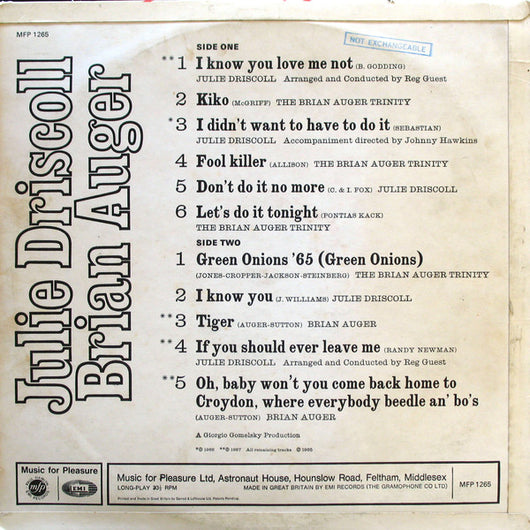 MFP 1265
NOT EXCHANGEABLE
Julie Driscoll
Brian Auger
SIDE ONE
**1 I know you love me not (B. GODDING)
JULIE DRISCOLL Arranged and Conducted by Reg Guest
2 Kiko (McGRIFF) THE BRIAN AUGER TRINITY
*3 I didn't want to have to do it (SEBASTIAN)
JULIE DRISCOLL Accompaniment directed by Johnny Hawkins
4 Fool killer (ALLISON) THE BRIAN AUGER TRINITY
5 Don't do it no more (C. & I. FOX) JULIE DRISCOLL
6 Let's do it tonight (PONTIAS KACK)
THE BRIAN AUGER TRINITY
SIDE TWO
1 Green Onions '65 (Green Onions)
(JONES-CROPPER-JACKSON-STEINBERG) THE BRIAN AUGER TRINITY
2 I know you (J. WILLIAMS) JULIE DRISCOLL
**3 Tiger (AUGER-SUTTON) BRIAN AUGER
**4 If you should ever leave me (RANDY NEWMAN)
JULIE DRISCOLL Arranged and Conducted by Reg Guest
**5 Oh, baby won't you come back home to
Croydon, where everybody beedle an' bo's
(AUGER-SUTTON) BRIAN AUGER
A Giorgio Gomelsky Production
*℗ 1966 **℗ 1967 All remaining tracks ℗ 1965
Music for Pleasure
mfp
EMI
Music for Pleasure Ltd, Astronaut House, Hounslow Road, Feltham, Middlesex
LONG-PLAY 33⅓ RPM MADE IN GREAT BRITAIN BY EMI RECORDS (THE GRAMOPHONE CO LTD)
MFP 1265